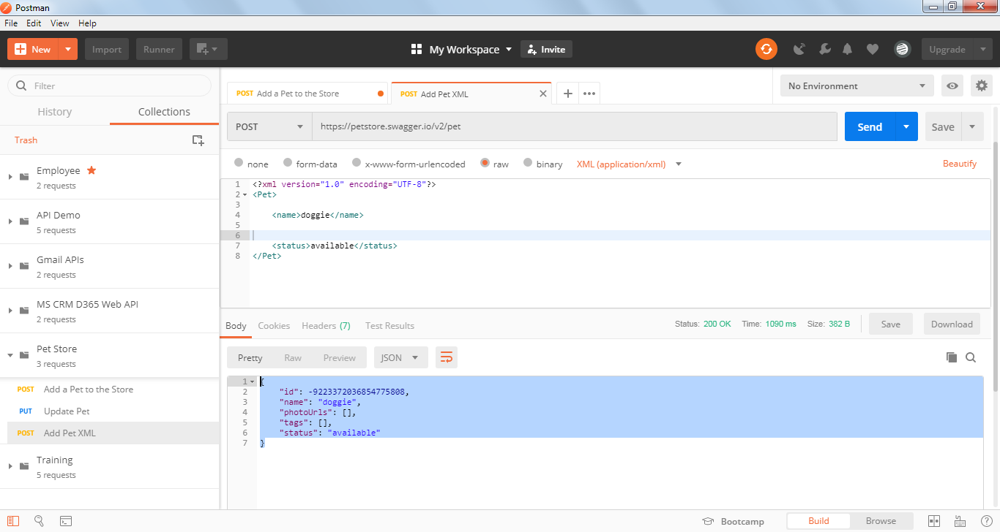 Postman
File Edit View Help
New Import Runner My Workspace Invite Upgrade
Filter
History Collections
Trash
Employee
2 requests
API Demo
5 requests
Gmail APIs
2 requests
MS CRM D365 Web API
2 requests
Pet Store
3 requests
POST Add a Pet to the Store
PUT Update Pet
POST Add Pet XML
Training
5 requests
POST Add a Pet to the Store POST Add Pet XML No Environment
POST https://petstore.swagger.io/v2/pet Send Save
none form-data x-www-form-urlencoded raw binary XML (application/xml) Beautify
1 <?xml version="1.0" encoding="UTF-8"?>
2 <Pet>
3
4 <name>doggie</name>
5
6
7 <status>available</status>
8 </Pet>
Body Cookies Headers (7) Test Results Status: 200 OK Time: 1090 ms Size: 382 B Save Download
Pretty Raw Preview JSON
1 {
2 "id": -9223372036854775808,
3 "name": "doggie",
4 "photoUrls": [],
5 "tags": [],
6 "status": "available"
7 }
Bootcamp Build Browse